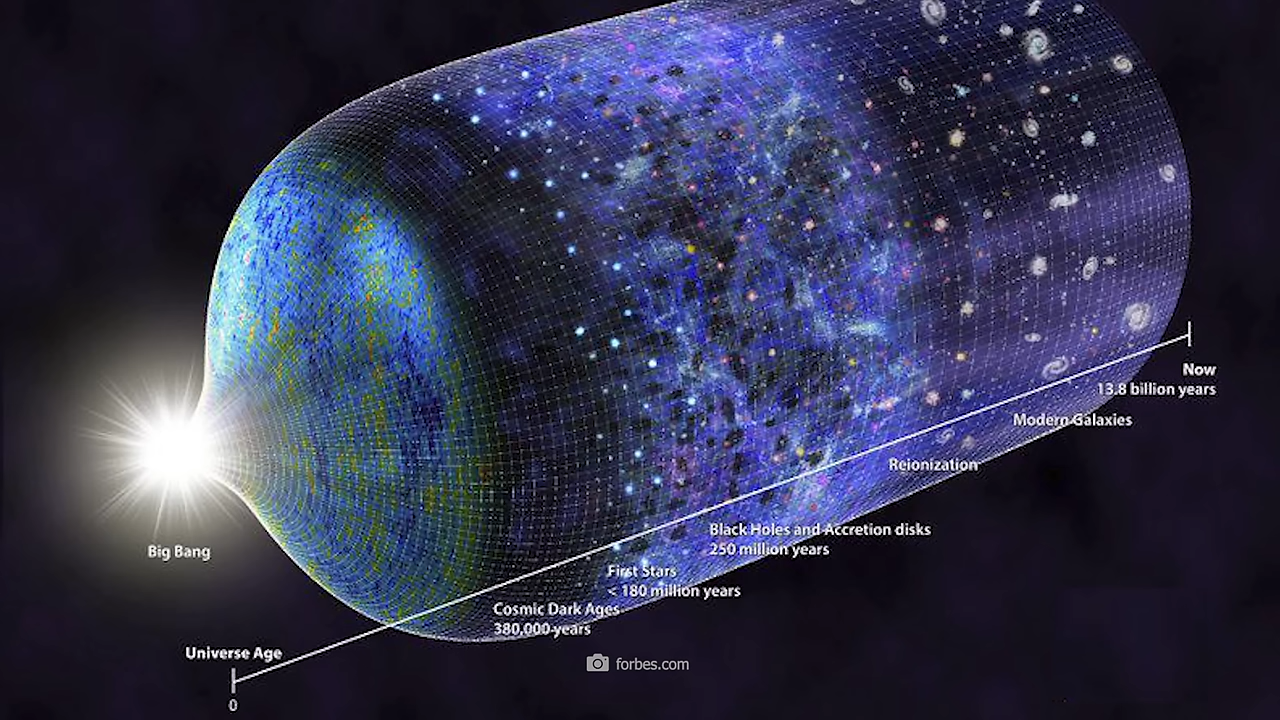 Now
13.8 billion years
Modern Galaxies
Reionization
Black Holes and Accretion disks
250 million years
First Stars
< 180 million years
Cosmic Dark Ages
380,000 years
Big Bang
Universe Age
0
forbes.com